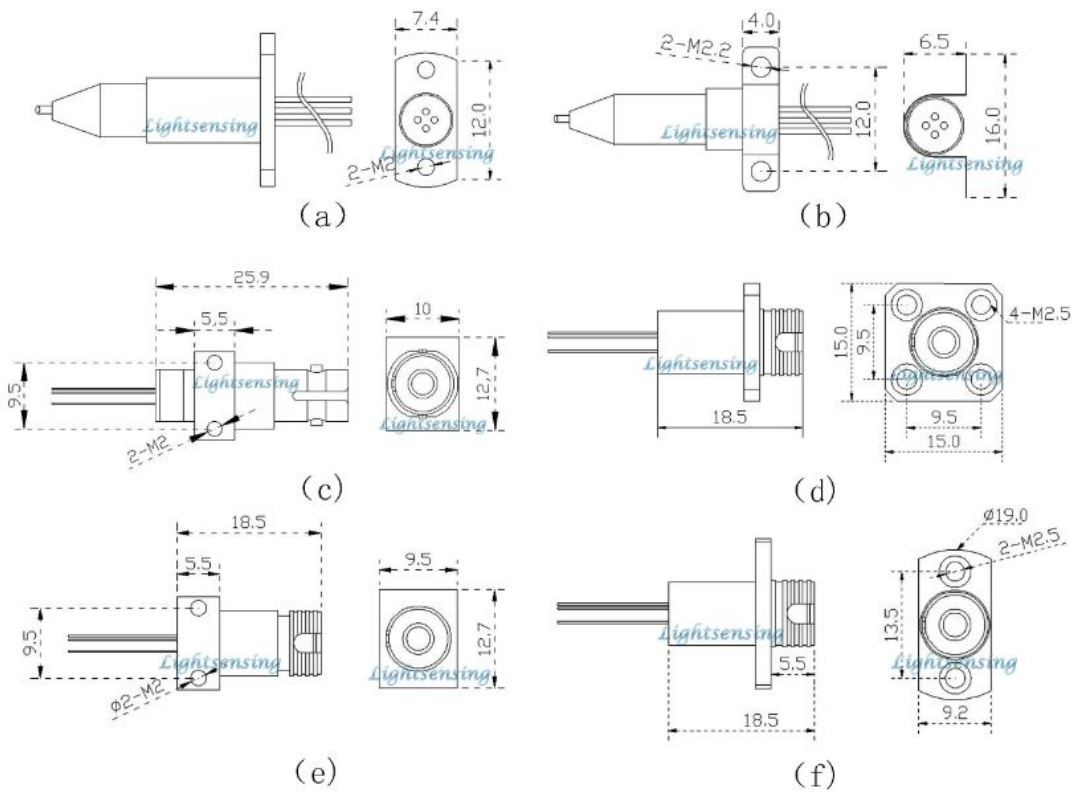 7.4
12.0
2-M2
Lightsensing
Lightsensing
(a)
4.0
2-M2.2
12.0
6.5
16.0
Lightsensing
Lightsensing
(b)
25.9
5,5
9.5
2-M2
10
12.7
Lightsensing
Lightsensing
(c)
18.5
15.0
9.5
4-M2.5
9.5
15.0
Lightsensing
Lightsensing
(d)
18.5
5.5
9.5
ø2-M2
9.5
12.7
Lightsensing
Lightsensing
(e)
5.5
18.5
ø19.0
2-M2.5
13.5
9.2
Lightsensing
Lightsensing
(f)